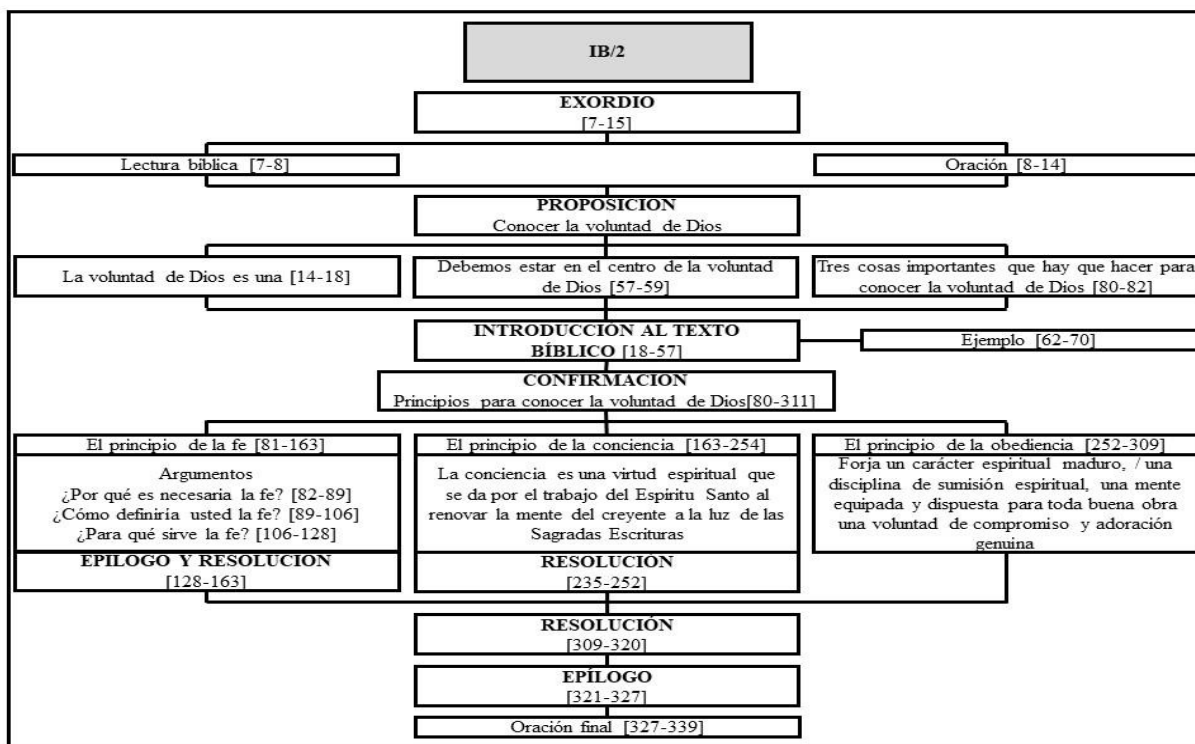 IB/2
EXORDIO
[7-15]
Lectura bíblica [7-8]
Oración [8-14]
PROPOSICION
Conocer la voluntad de Dios
La voluntad de Dios es una [14-18]
Debemos estar en el centro de la voluntad
de Dios [57-59]
Tres cosas importantes que hay que hacer para
conocer la voluntad de Dios [80-82]
INTRODUCCIÓN AL TEXTO
BÍBLICO [18-57]
Ejemplo [62-70]
CONFIRMACION
Principios para conocer la voluntad de Dios[80-311]
El principio de la fe [81-163]
Argumentos
¿Por qué es necesaria la fe? [82-89]
¿Cómo definiría usted la fe? [89-106]
¿Para qué sirve la fe? [106-128]
EPILOGO Y RESOLUCION
[128-163]
El principio de la conciencia [163-254]
La conciencia es una virtud espiritual que
se da por el trabajo del Espíritu Santo al
renovar la mente del creyente a la luz de las
Sagradas Escrituras
RESOLUCIÓN
[235-252]
El principio de la obediencia [252-309]
Forja un carácter espiritual maduro, / una
disciplina de sumisión espiritual, una mente
equipada y dispuesta para toda buena obra
una voluntad de compromiso y adoración
genuina
RESOLUCIÓN
[309-320]
EPÍLOGO
[321-327]
Oración final [327-339]